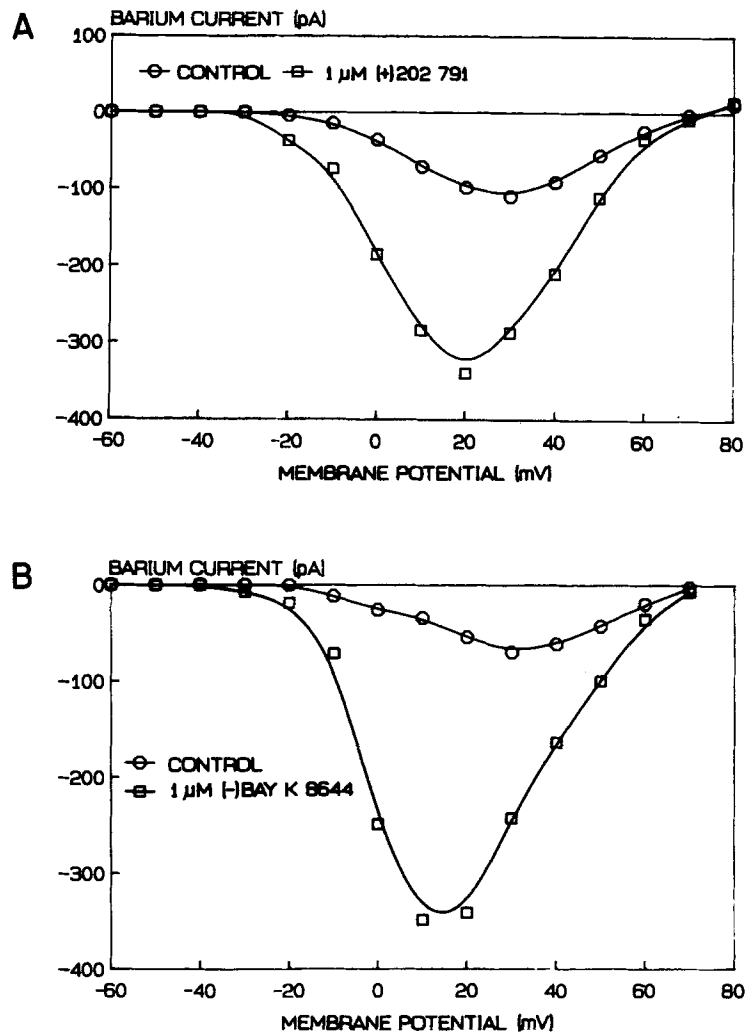 A
BARIUM CURRENT (pA)
100
CONTROL 1 µM (+)202 791
0
-100
-200
-300
-400
-60 -40 -20 0 20 40 60 80
MEMBRANE POTENTIAL (mV)
B
BARIUM CURRENT (pA)
0
-100
CONTROL
-200
1 µM (-)BAY K 8644
-300
-400
-60 -40 -20 0 20 40 60 80
MEMBRANE POTENTIAL (mV)